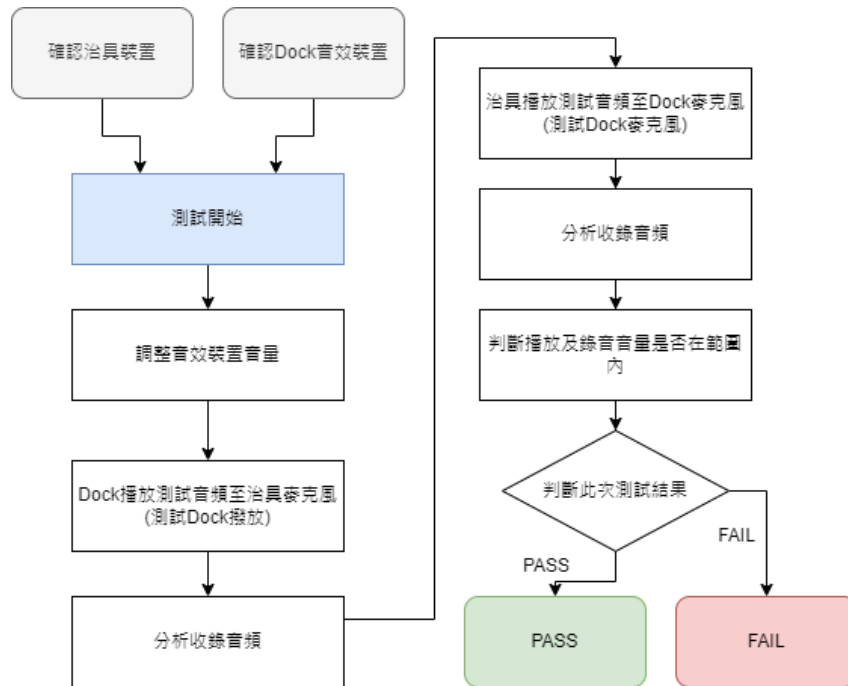 確認治具裝置
確認Dock音效裝置
測試開始
調整音效裝置音量
Dock播放測試音頻至治具麥克風
(測試Dock撥放)
分析收錄音頻
治具播放測試音頻至Dock麥克風
(測試Dock麥克風)
分析收錄音頻
判斷播放及錄音音量是否在範圍
內
判斷此次測試結果
PASS
FAIL
PASS
FAIL